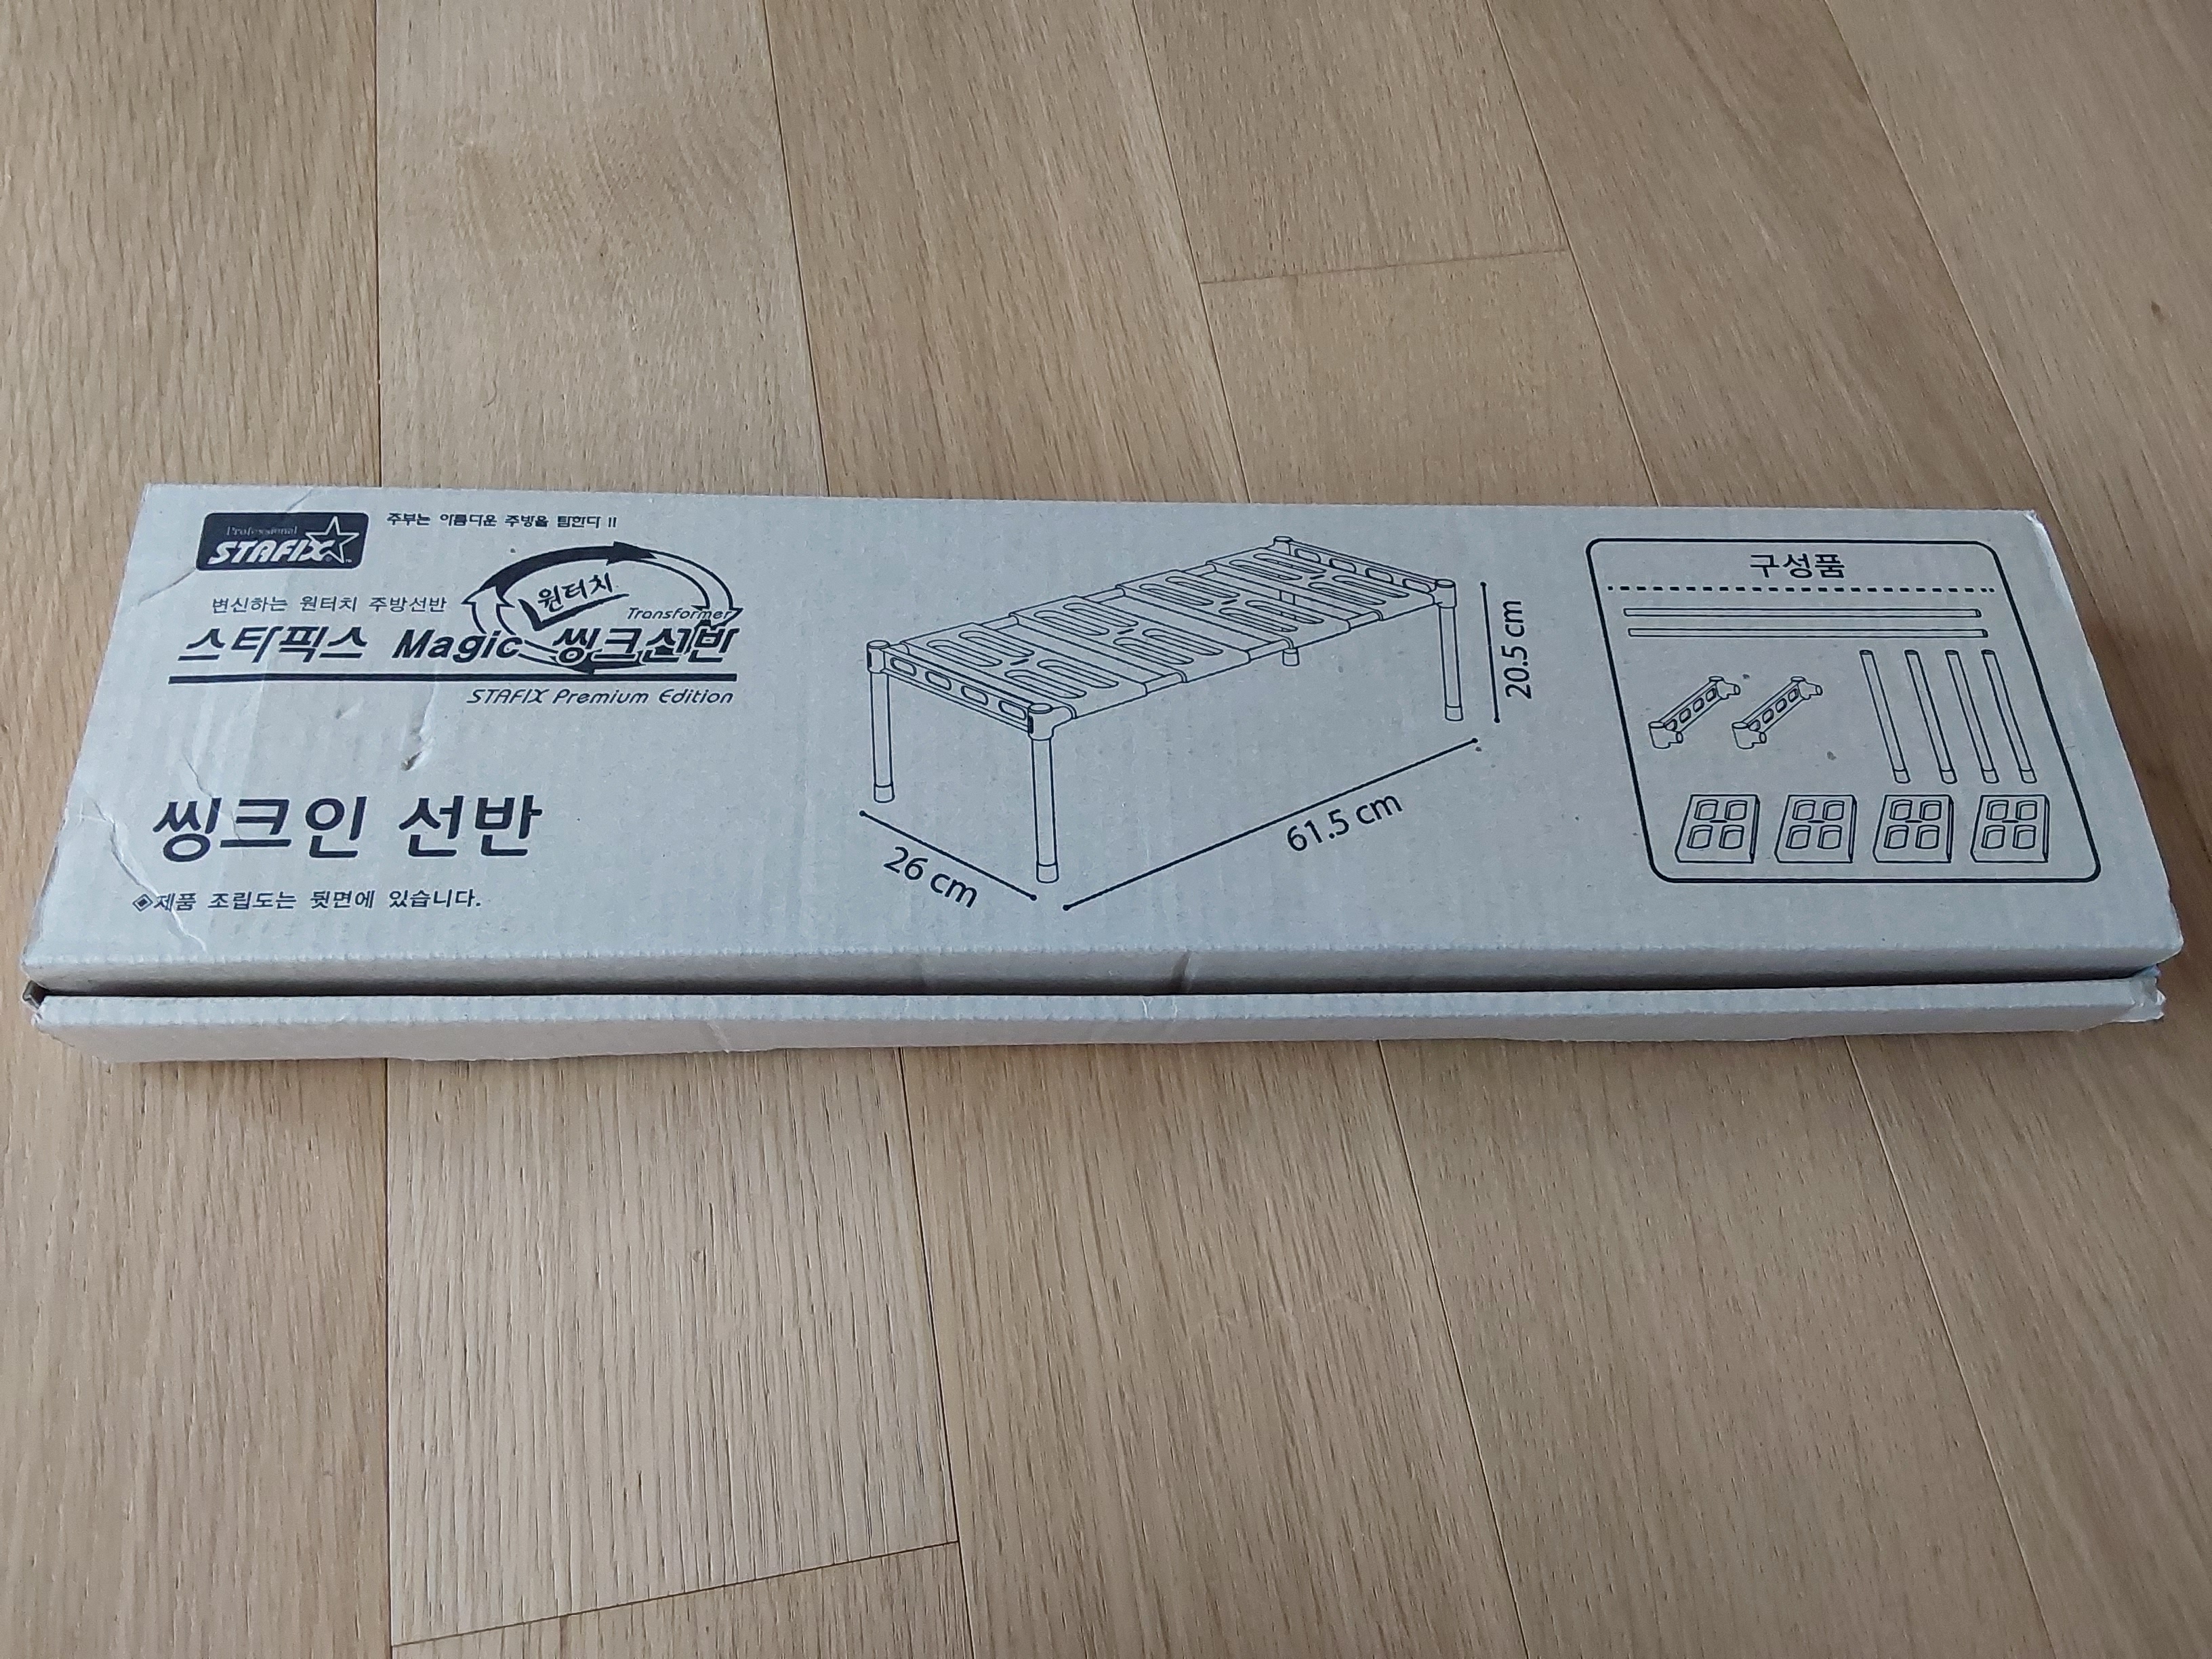 Professional
STAFIX
주부는 아름다운 주방을 탐한다 !!
변신하는 원터치 주방선반
원터치
Transformer
스타픽스 Magic 씽크선반
STAFIX Premium Edition
씽크인 선반
◈제품 조립도는 뒷면에 있습니다.
20.5 cm
61.5 cm
26 cm
구성품